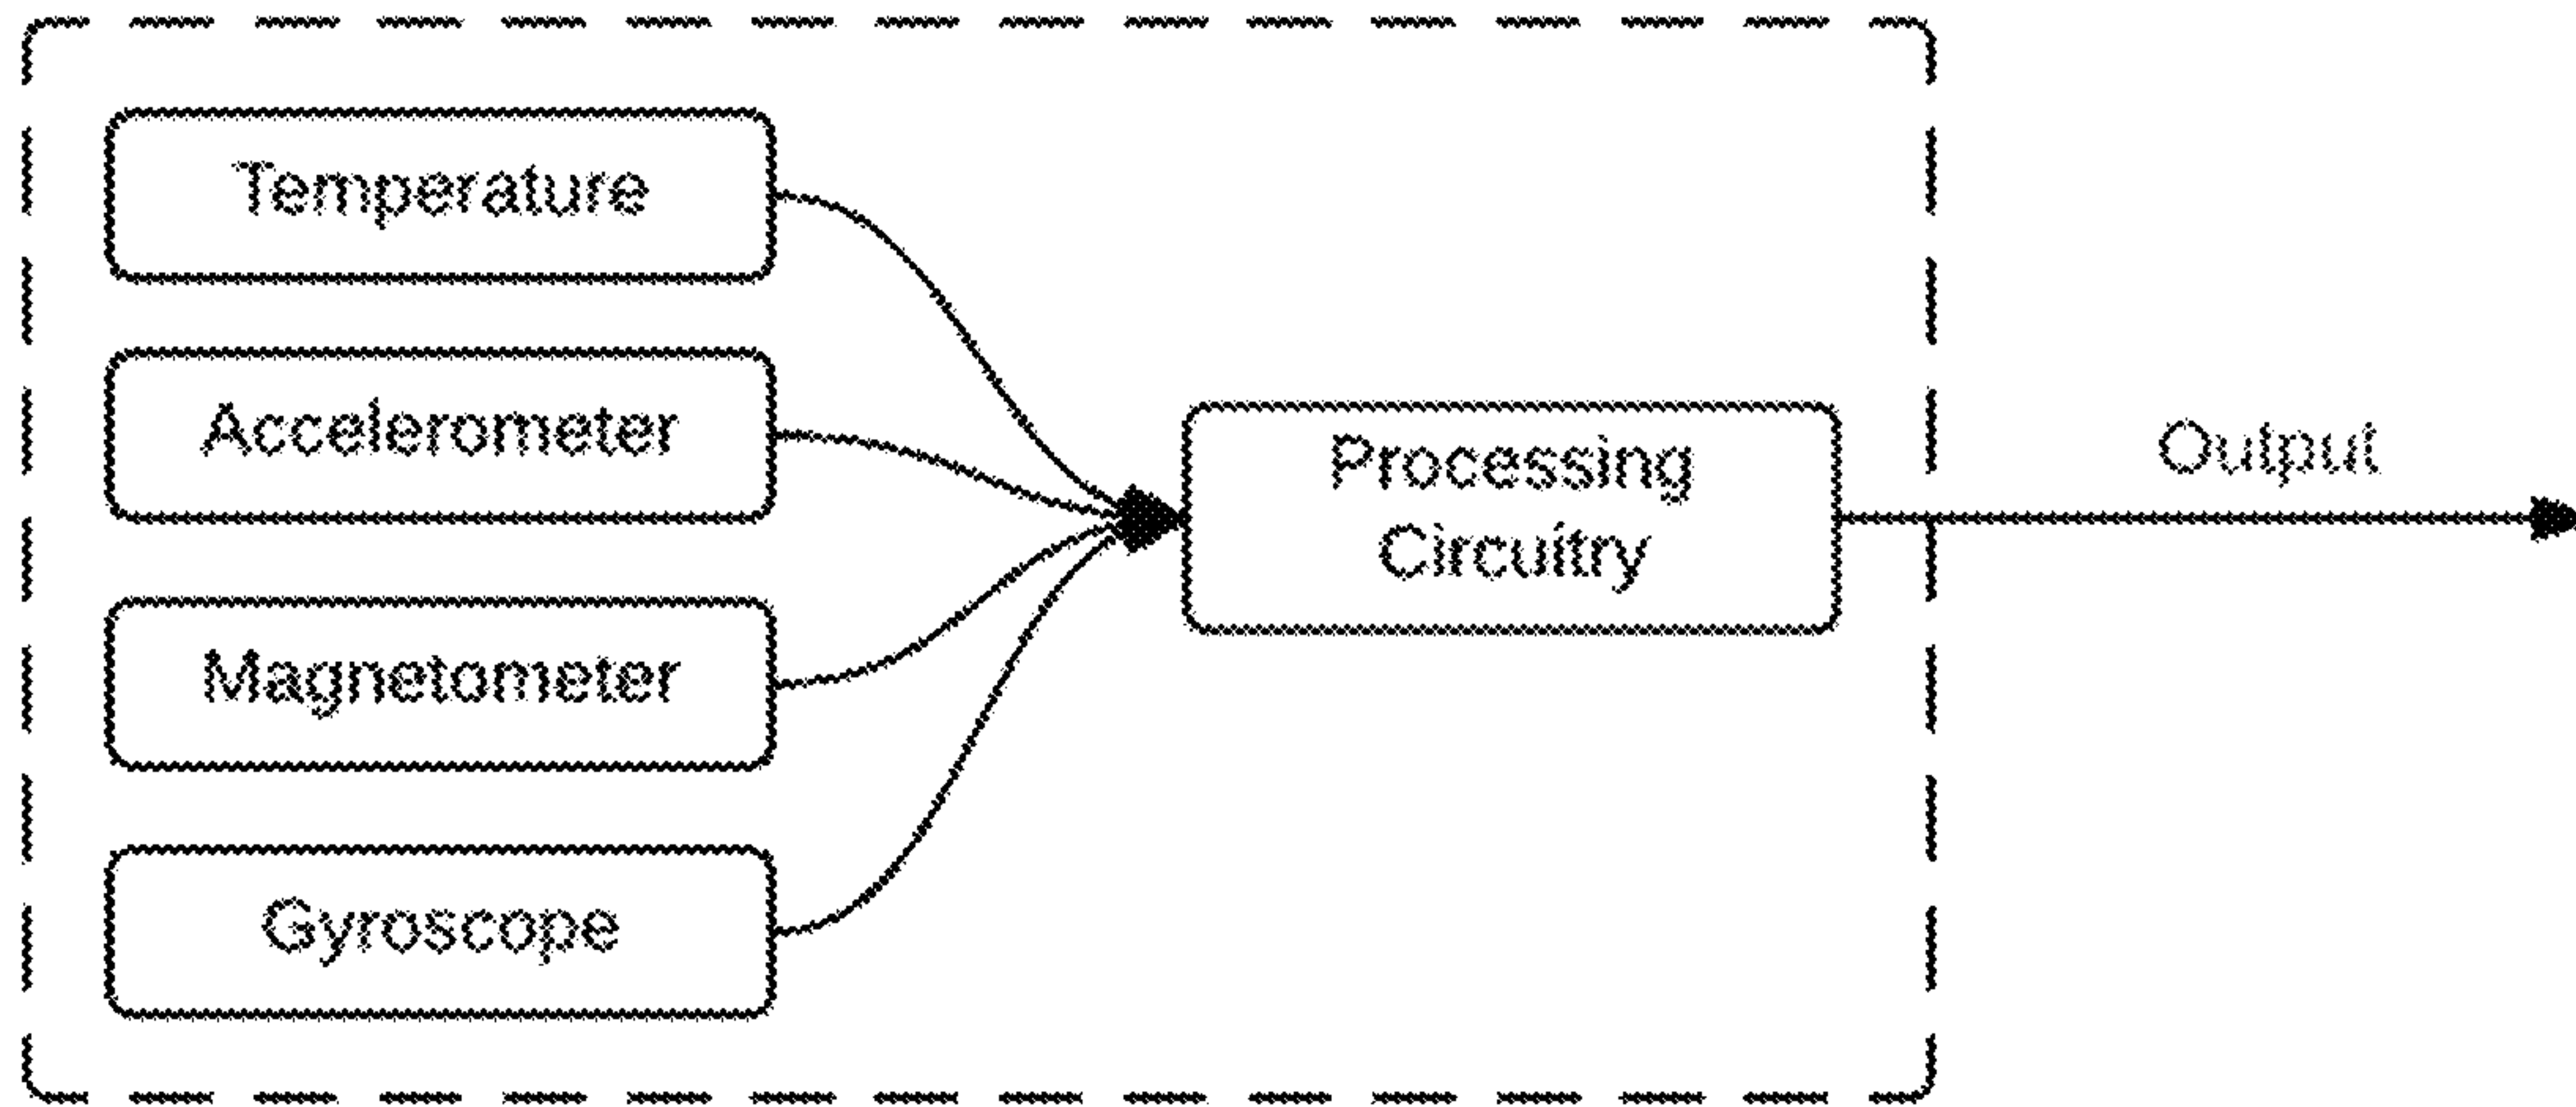 Temperature
Accelerometer
Magnetometer
Gyroscope
Processing
Circuitry
Output